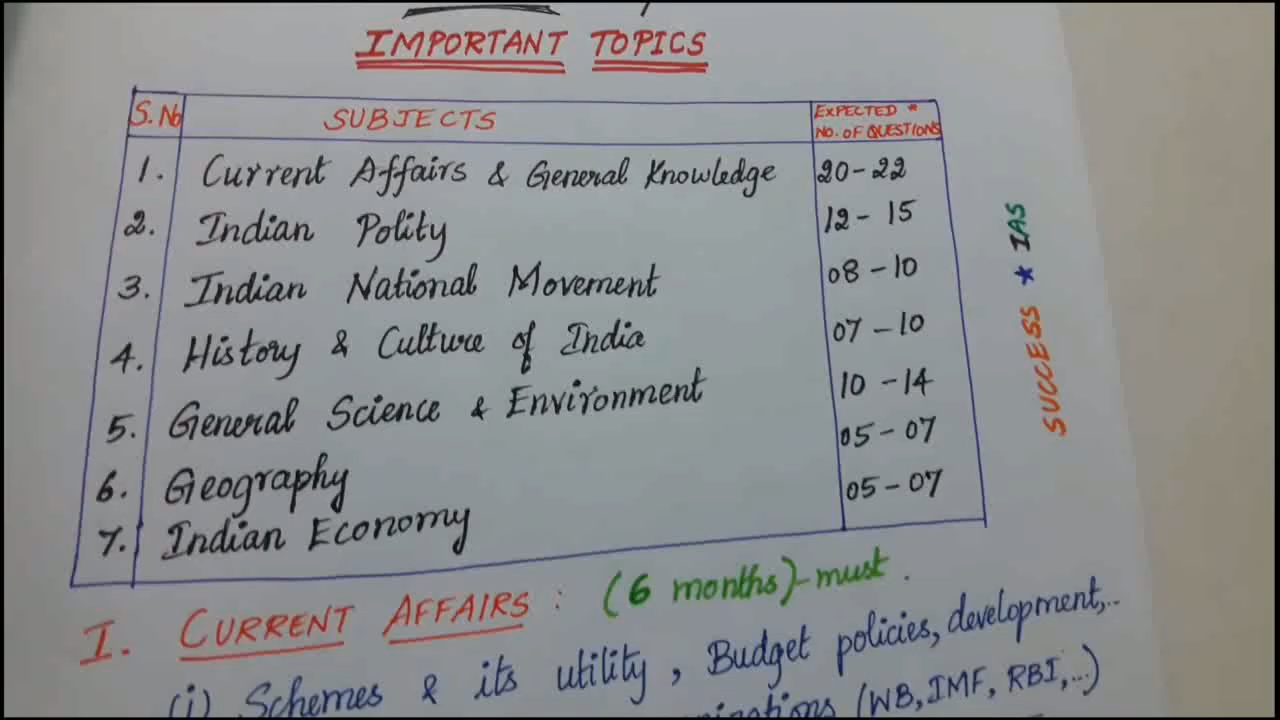 IMPORTANT TOPICS
S.No SUBJECTS EXPECTED * NO. OF QUESTIONS
1. Current Affairs & General Knowledge 20-22
2. Indian Polity 12-15
3. Indian National Movement 08-10
4. History & Culture of India 07-10
5. General Science & Environment 10-14
6. Geography 05-07
7. Indian Economy 05-07
SUCCESS * IAS
I. CURRENT AFFAIRS : (6 months)-must.
(i) Schemes & its utility, Budget policies, development,..
(WB, IMF, RBI,...)